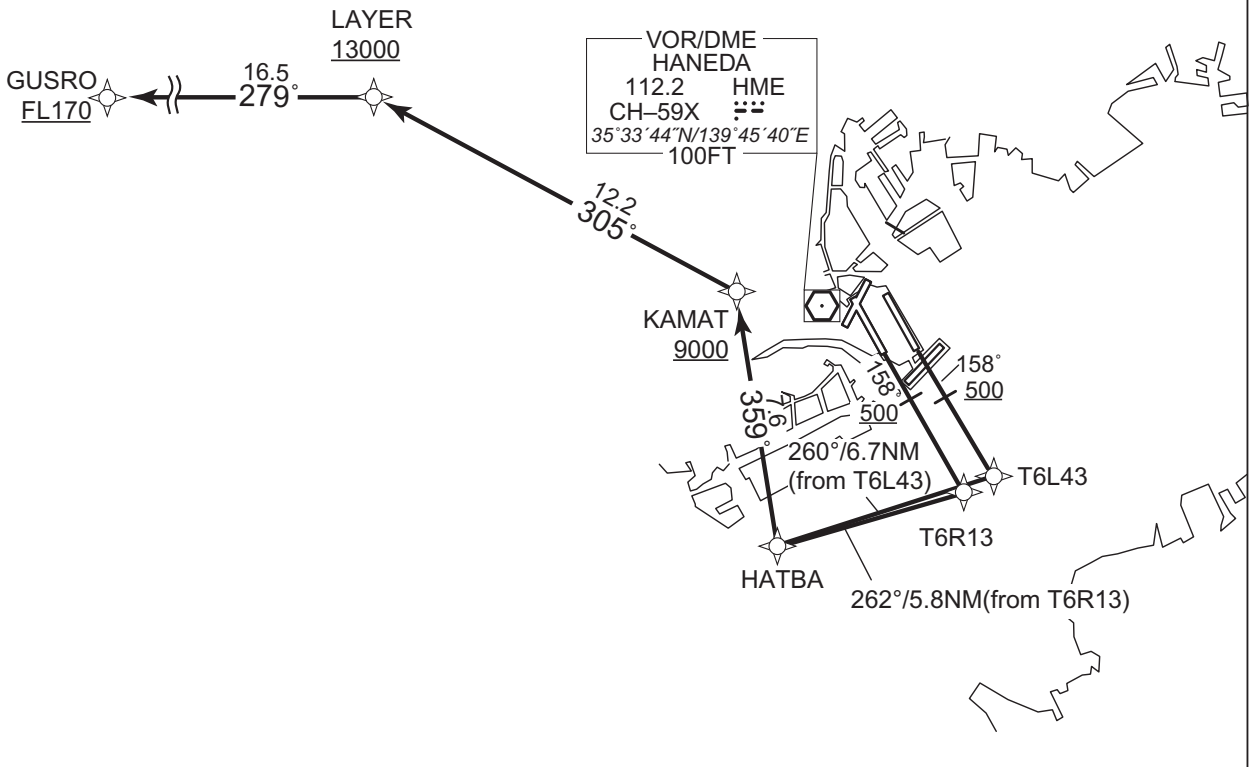 LAYER
13000
GUSRO
FL170
16.5
279°
VOR/DME
HANEDA
112.2 HME
CH–59X
35°33´44˝N/139°45´40˝E
100FT
12.2
305°
KAMAT
9000
7.6
359°
158°
500
158°
500
260°/6.7NM
(from T6L43)
T6L43
T6R13
HATBA
262°/5.8NM(from T6R13)